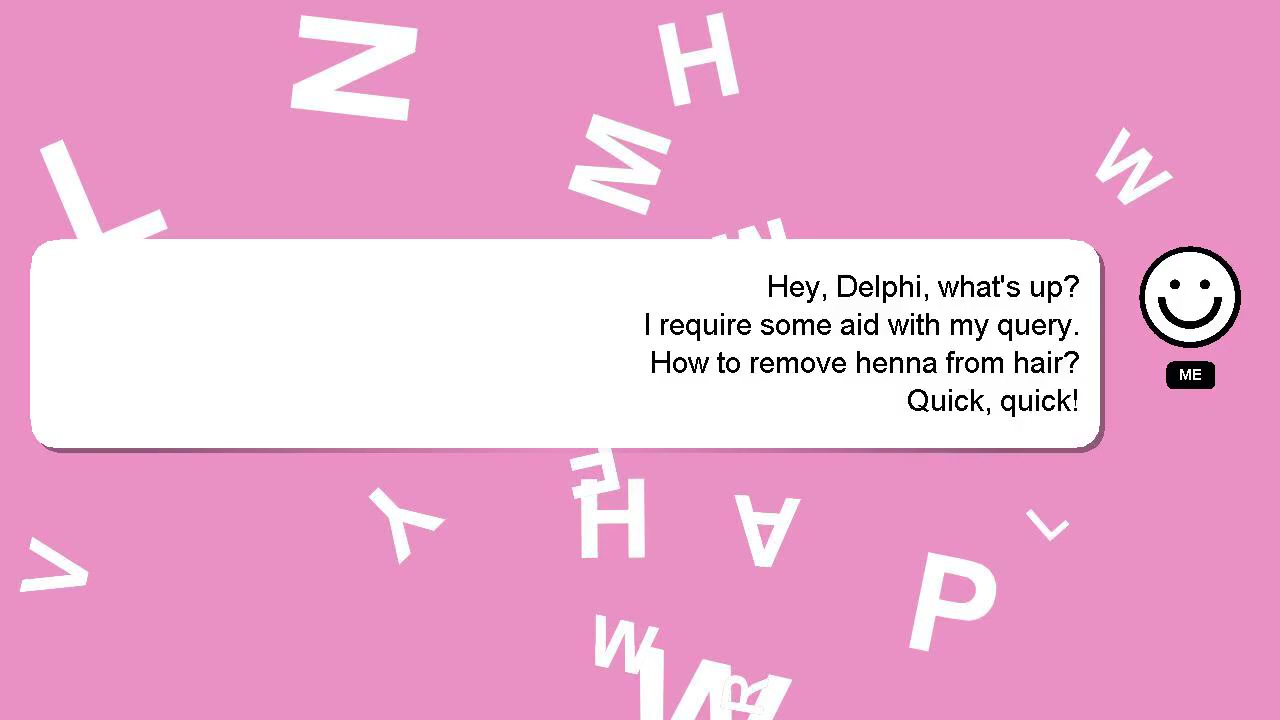 Z
H
M
W
L
W
Hey, Delphi, what's up?
I require some aid with my query.
How to remove henna from hair?
Quick, quick!
ME
E
H
A
Y
L
V
P
W
W
R